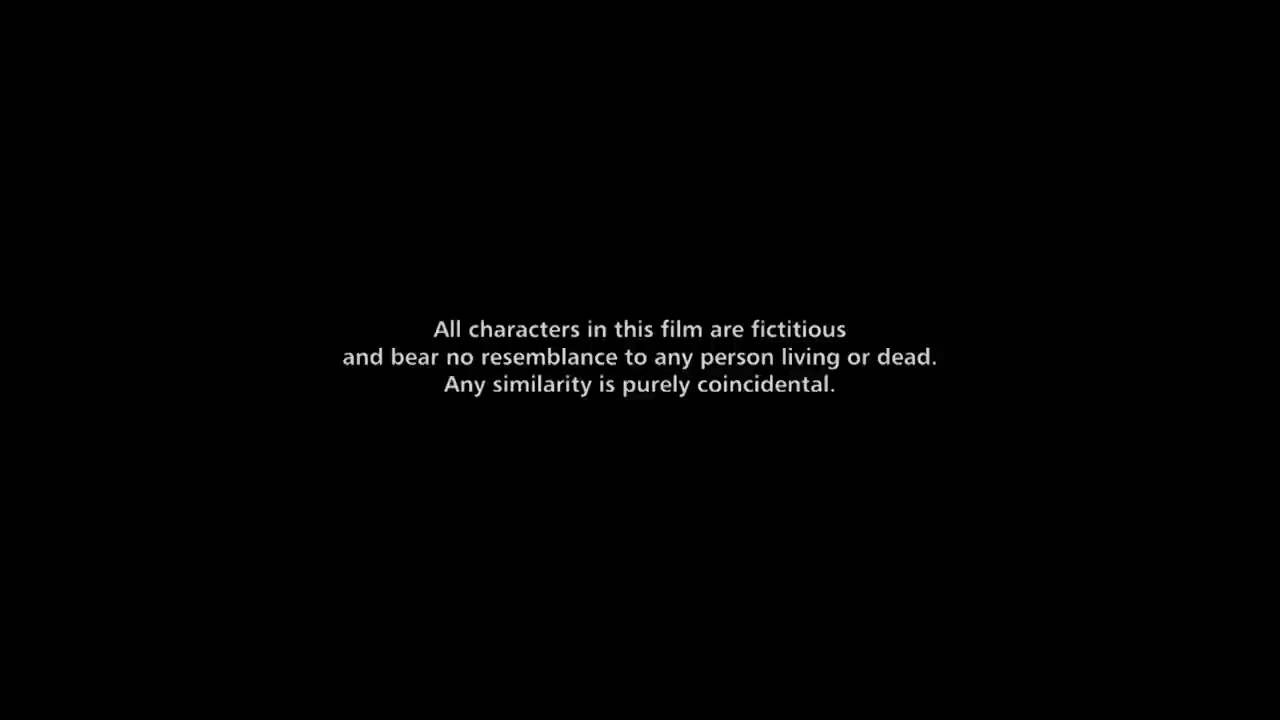 All characters in this film are fictitious
and bear no resemblance to any person living or dead.
Any similarity is purely coincidental.